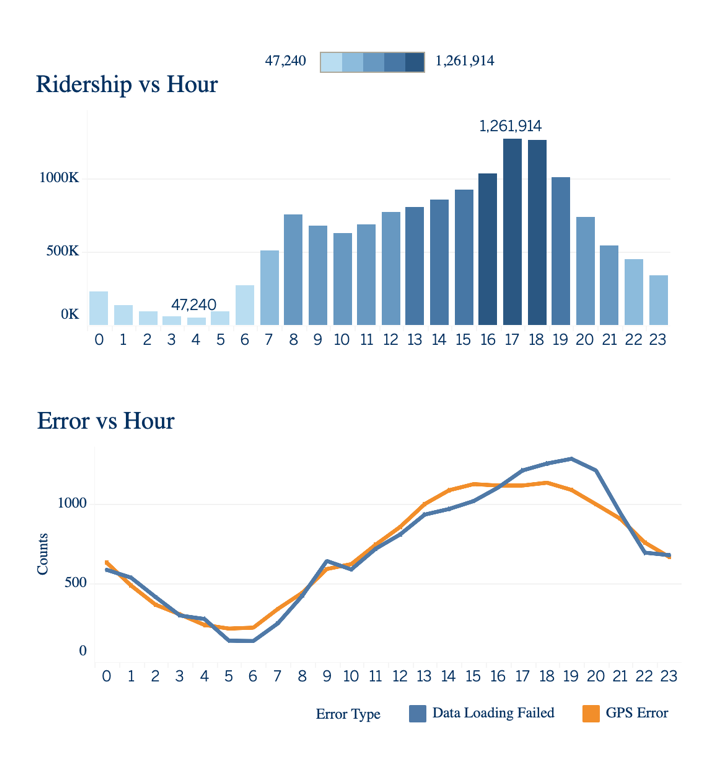 47,240 1,261,914
Ridership vs Hour
1,261,914
1000K
500K
47,240
0K
0 1 2 3 4 5 6 7 8 9 10 11 12 13 14 15 16 17 18 19 20 21 22 23
Error vs Hour
1000
Counts
500
0
0 1 2 3 4 5 6 7 8 9 10 11 12 13 14 15 16 17 18 19 20 21 22 23
Error Type Data Loading Failed GPS Error